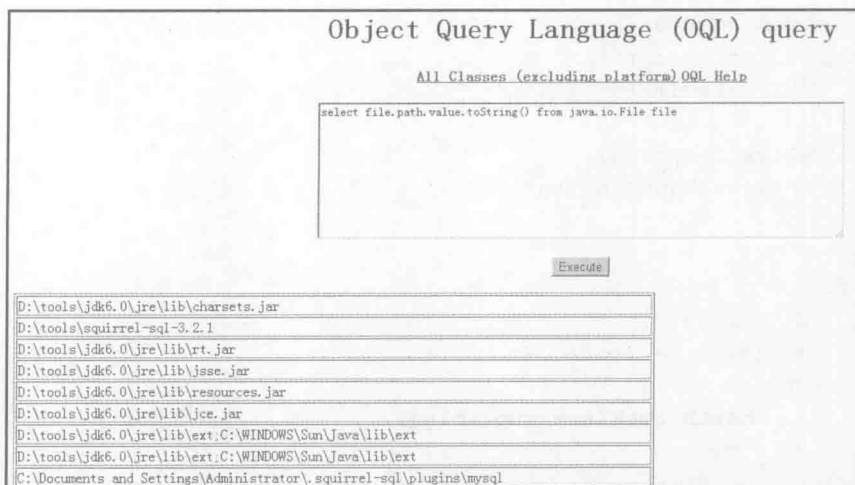 Object Query Language (OQL) query
All Classes (excluding platform) OQL Help
select file.path.value.toString() from java.io.File file
Execute
D:\tools\jdk6.0\jre\lib\charsets.jar
D:\tools\squirrel-sql-3.2.1
D:\tools\jdk6.0\jre\lib\rt.jar
D:\tools\jdk6.0\jre\lib\jsse.jar
D:\tools\jdk6.0\jre\lib\resources.jar
D:\tools\jdk6.0\jre\lib\jce.jar
D:\tools\jdk6.0\jre\lib\ext;C:\WINDOWS\Sun\Java\lib\ext
D:\tools\jdk6.0\jre\lib\ext;C:\WINDOWS\Sun\Java\lib\ext
C:\Documents and Settings\Administrator\.squirrel-sql\plugins\mysql